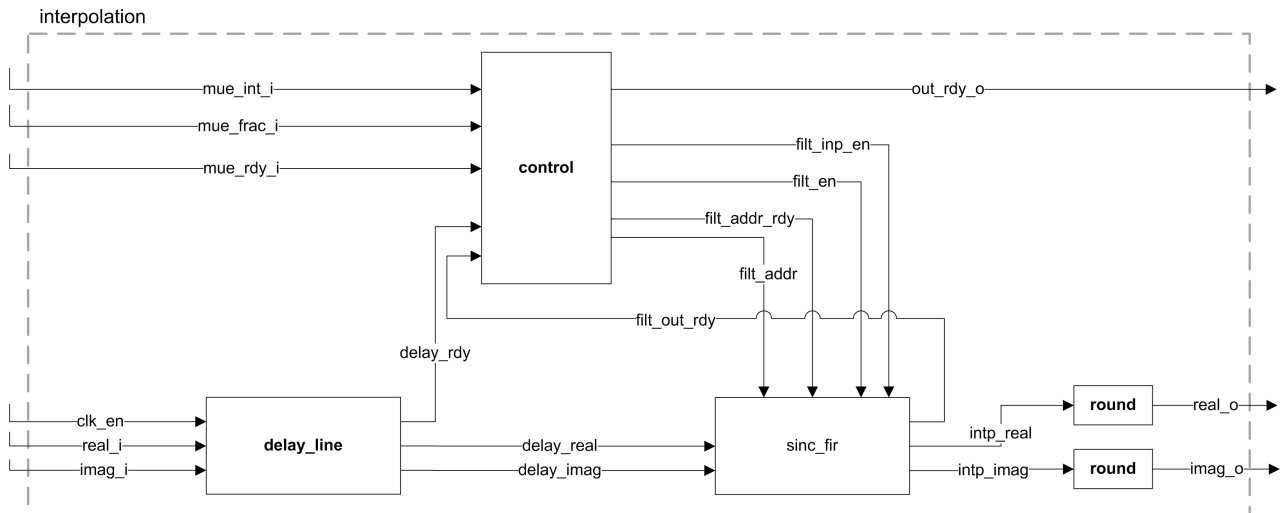 interpolation
mue_int_i
out_rdy_o
mue_frac_i
filt_inp_en
mue_rdy_i
control
filt_en
filt_addr_rdy
filt_addr
filt_out_rdy
delay_rdy
clk_en
real_i
imag_i
delay_line
delay_real
delay_imag
sinc_fir
intp_real
intp_imag
round
real_o
round
imag_o